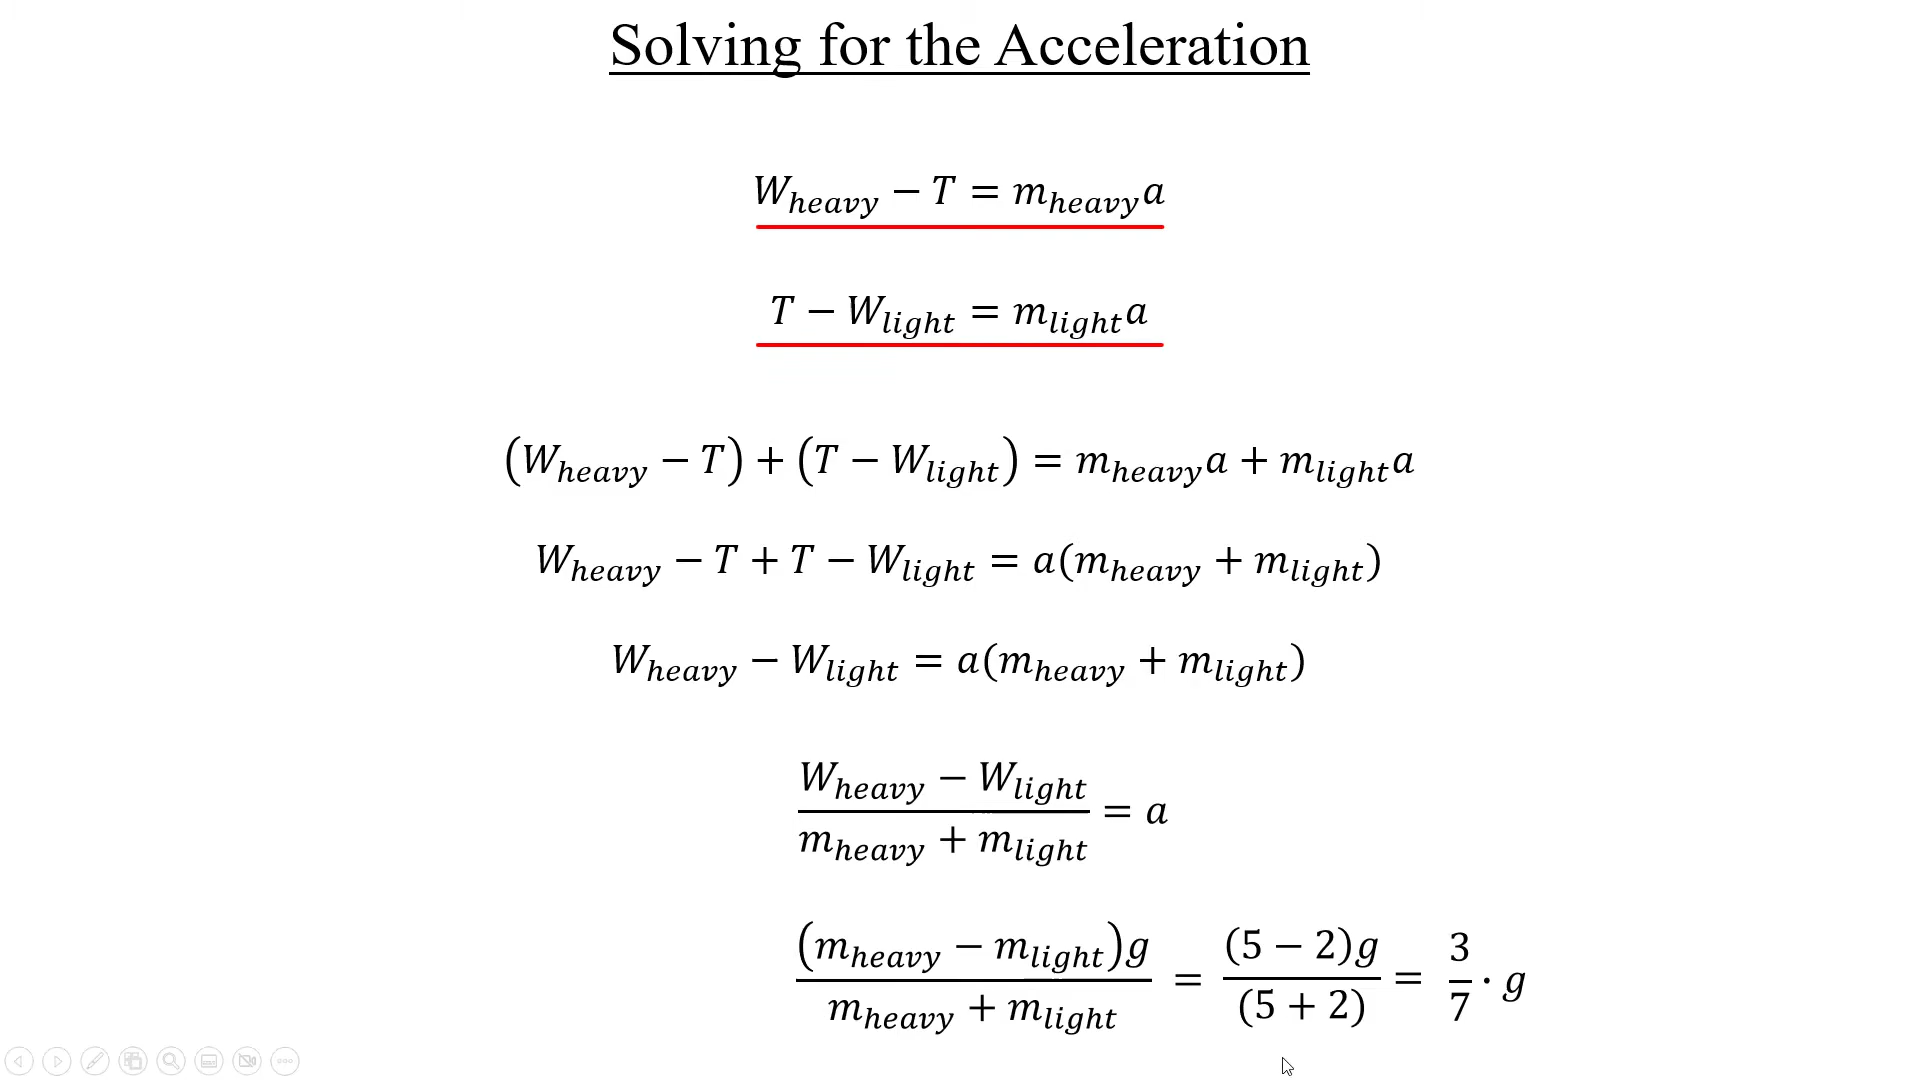 Solving for the Acceleration
W_heavy − T = m_heavy a
T − W_light = m_light a
(W_heavy − T) + (T − W_light) = m_heavy a + m_light a
W_heavy − T + T − W_light = a(m_heavy + m_light)
W_heavy − W_light = a(m_heavy + m_light)
(W_heavy − W_light)/(m_heavy + m_light) = a
((m_heavy − m_light)g)/(m_heavy + m_light) = ((5 − 2)g)/((5 + 2)) = 3/7 · g